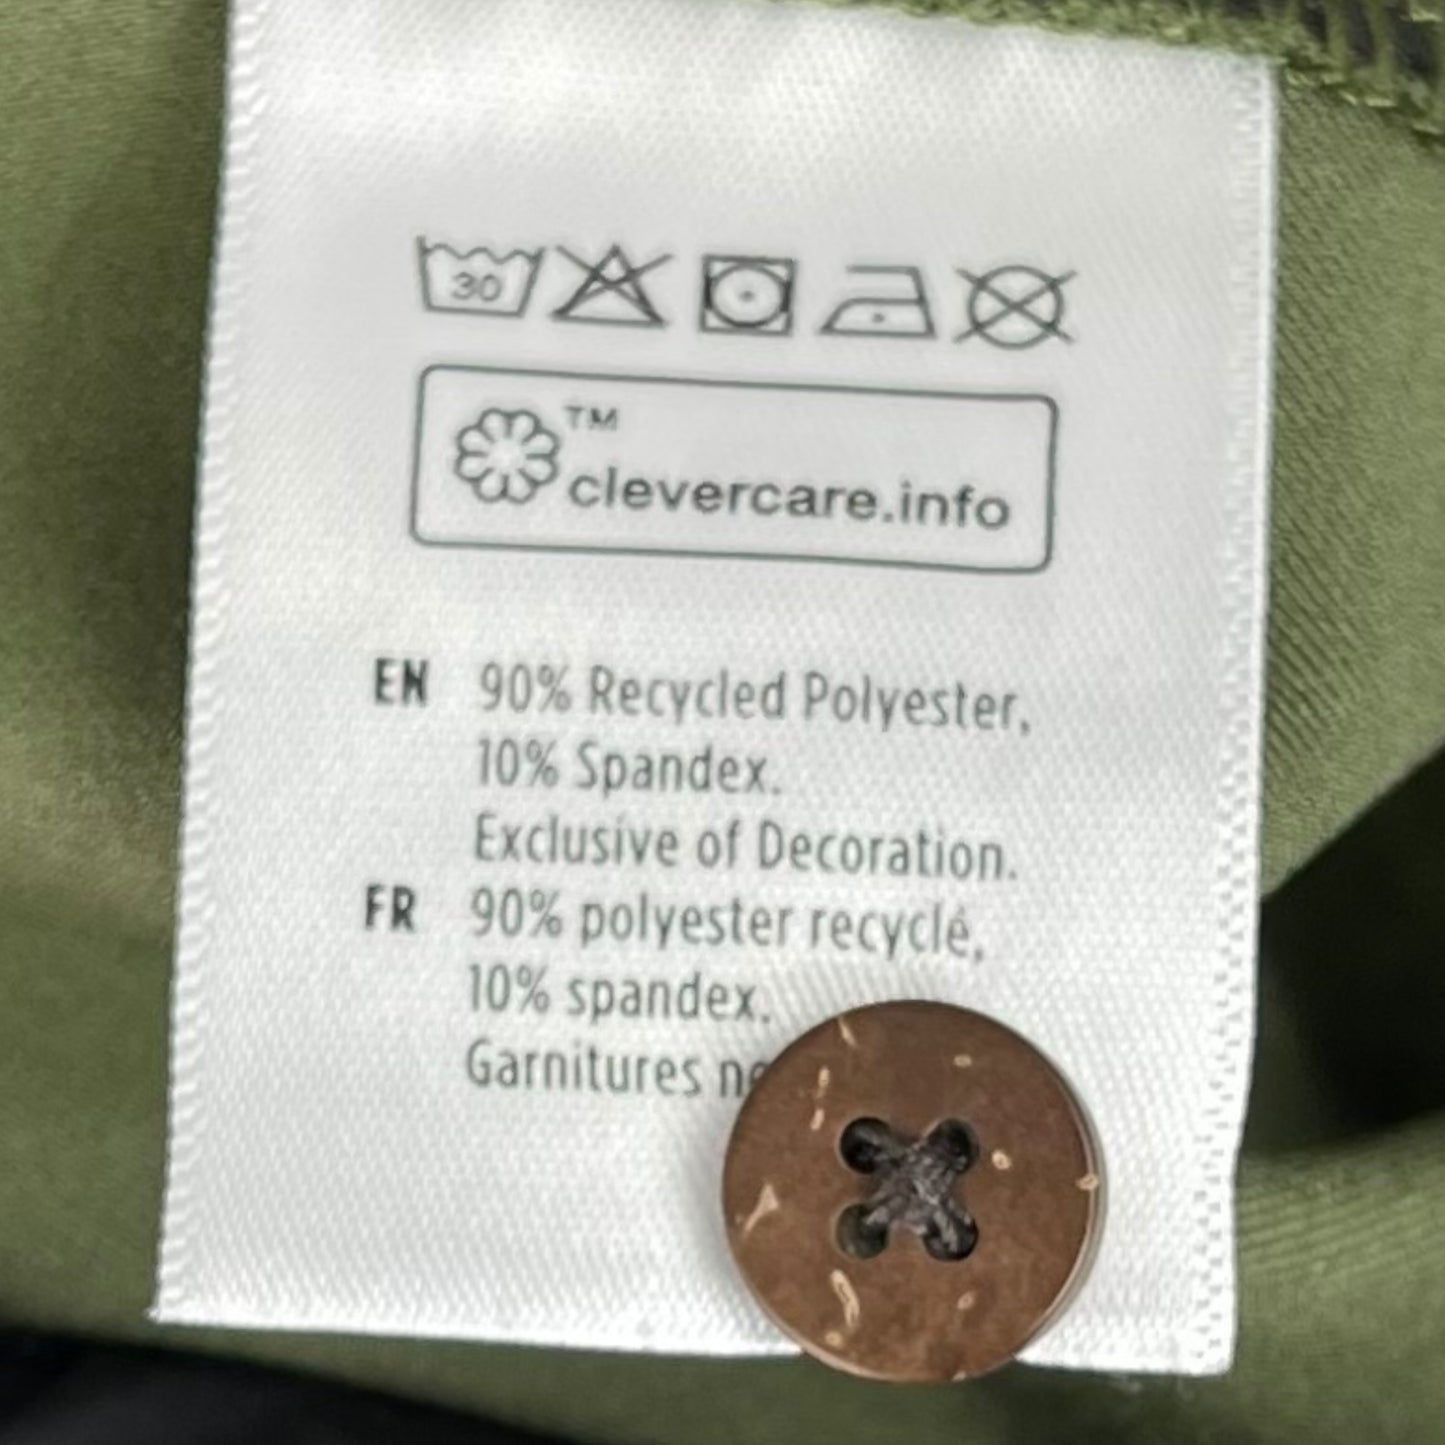 30
™
clevercare.info
EN 90% Recycled Polyester,
10% Spandex.
Exclusive of Decoration.
FR 90% polyester recyclé,
10% spandex.
Garnitures